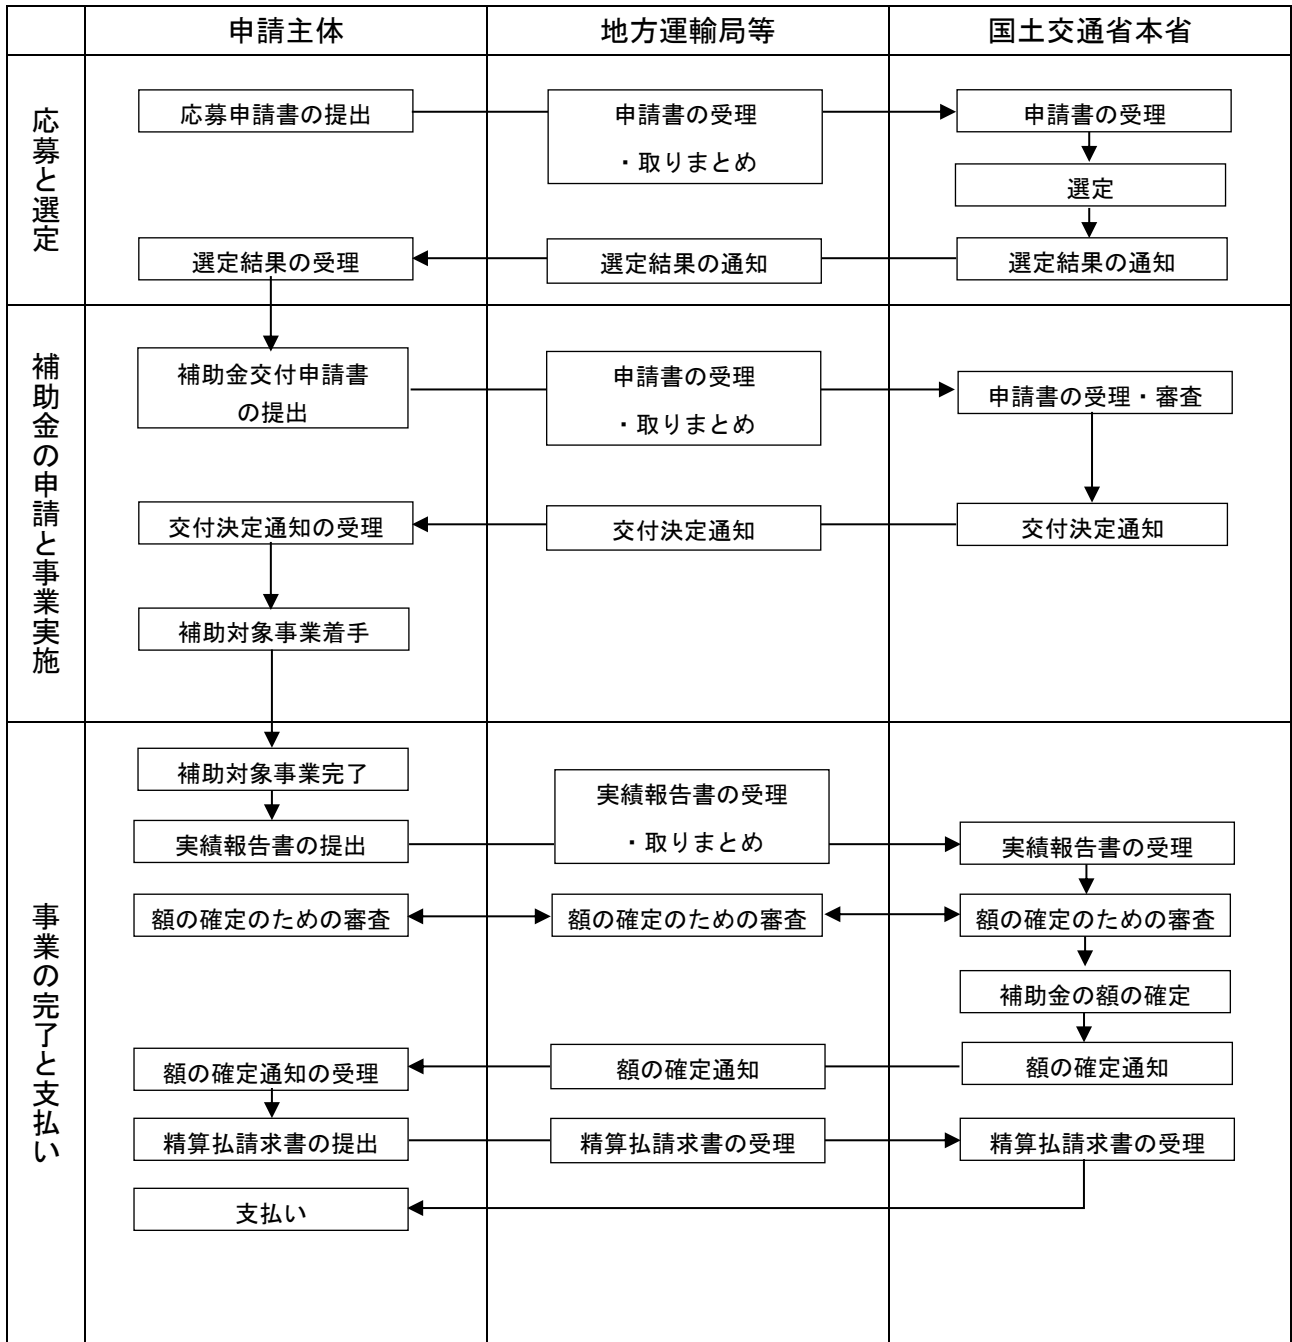 申請主体
地方運輸局等
国土交通省本省
応募と選定
応募申請書の提出
申請書の受理
・取りまとめ
申請書の受理
選定
選定結果の受理
選定結果の通知
選定結果の通知
補助金の申請と事業実施
補助金交付申請書
の提出
申請書の受理
・取りまとめ
申請書の受理・審査
交付決定通知の受理
交付決定通知
交付決定通知
補助対象事業着手
事業の完了と支払い
補助対象事業完了
実績報告書の提出
実績報告書の受理
・取りまとめ
実績報告書の受理
額の確定のための審査
額の確定のための審査
額の確定のための審査
補助金の額の確定
額の確定通知の受理
額の確定通知
額の確定通知
精算払請求書の提出
精算払請求書の受理
精算払請求書の受理
支払い